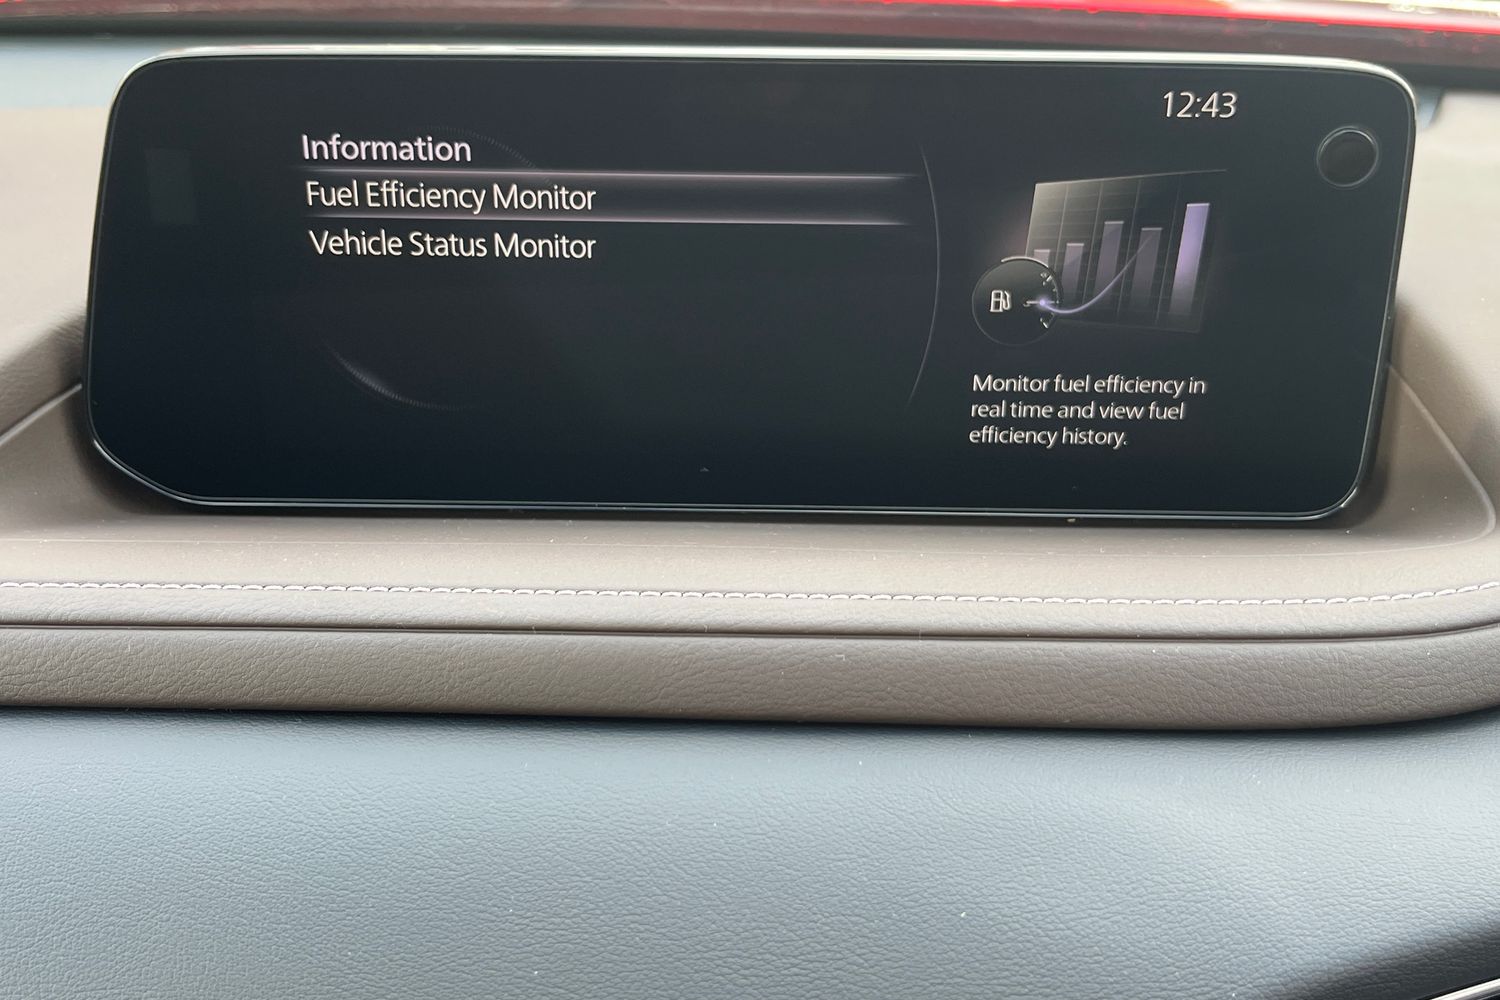 12:43
Information
Fuel Efficiency Monitor
Vehicle Status Monitor
Monitor fuel efficiency in
real time and view fuel
efficiency history.